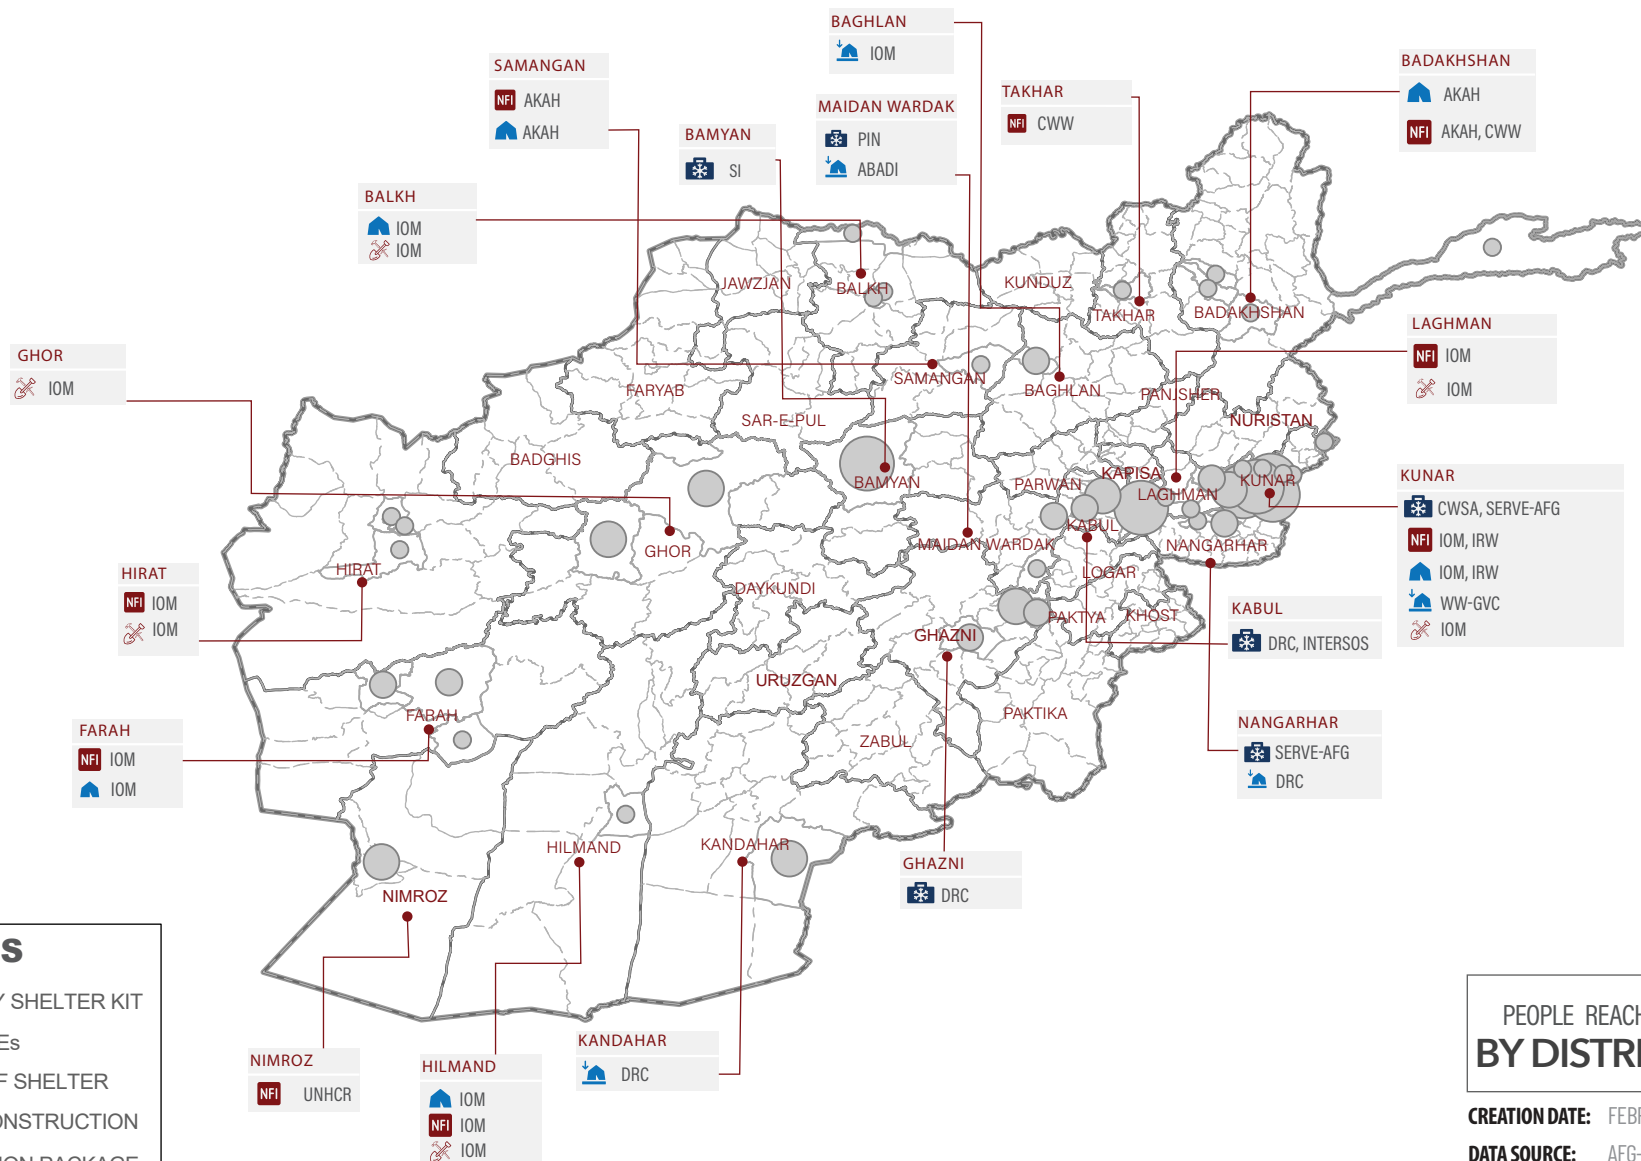 BAGHLAN
IOM
SAMANGAN
NFI AKAH
AKAH
BADAKHSHAN
AKAH
NFI AKAH, CWW
TAKHAR
NFI CWW
MAIDAN WARDAK
PIN
ABADI
BAMYAN
SI
BALKH
IOM
IOM
LAGHMAN
NFI IOM
IOM
GHOR
IOM
KUNAR
CWSA, SERVE-AFG
NFI IOM, IRW
IOM, IRW
WW-GVC
IOM
HIRAT
NFI IOM
IOM
KABUL
DRC, INTERSOS
NANGARHAR
SERVE-AFG
DRC
FARAH
NFI IOM
IOM
GHAZNI
DRC
KANDAHAR
DRC
NIMROZ
NFI UNHCR
HILMAND
IOM
NFI IOM
IOM
JAWZJAN
BALKH
KUNDUZ
TAKHAR
BADAKHSHAN
FARYAB
SAMANGAN
BAGHLAN
PANJSHER
SAR-E-PUL
NURISTAN
BADGHIS
BAMYAN
PARWAN
KAPISA
LAGHMAN
KUNAR
KABUL
GHOR
MAIDAN WARDAK
NANGARHAR
HIRAT
LOGAR
DAYKUNDI
PAKTYA
KHOST
GHAZNI
URUZGAN
FARAH
ZABUL
PAKTIKA
HILMAND
KANDAHAR
NIMROZ
S
Y SHELTER KIT
Es
F SHELTER
ONSTRUCTION
ION PACKAGE
PEOPLE REACH
BY DISTRI
CREATION DATE: FEB
DATA SOURCE: AFG-